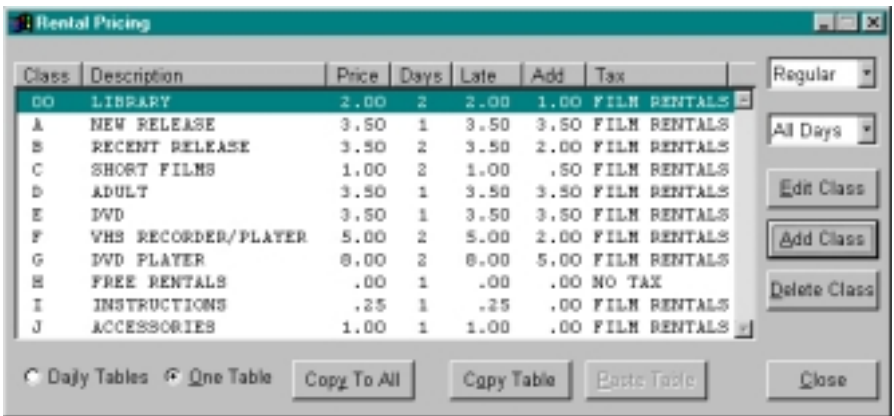 Rental Pricing
Class Description Price Days Late Add Tax
OO LIBRARY 2.00 2 2.00 1.00 FILM RENTALS
A NEW RELEASE 3.50 1 3.50 3.50 FILM RENTALS
B RECENT RELEASE 3.50 2 3.50 2.00 FILM RENTALS
C SHORT FILMS 1.00 2 1.00 .50 FILM RENTALS
D ADULT 3.50 1 3.50 3.50 FILM RENTALS
E DVD 3.50 1 3.50 3.50 FILM RENTALS
F VHS RECORDER/PLAYER 5.00 2 5.00 2.00 FILM RENTALS
G DVD PLAYER 8.00 2 8.00 5.00 FILM RENTALS
H FREE RENTALS .00 1 .00 .00 NO TAX
I INSTRUCTIONS .25 1 .25 .00 FILM RENTALS
J ACCESSORIES 1.00 1 1.00 .00 FILM RENTALS
Regular
All Days
Edit Class
Add Class
Delete Class
Daily Tables One Table Copy To All Copy Table Paste Table Close